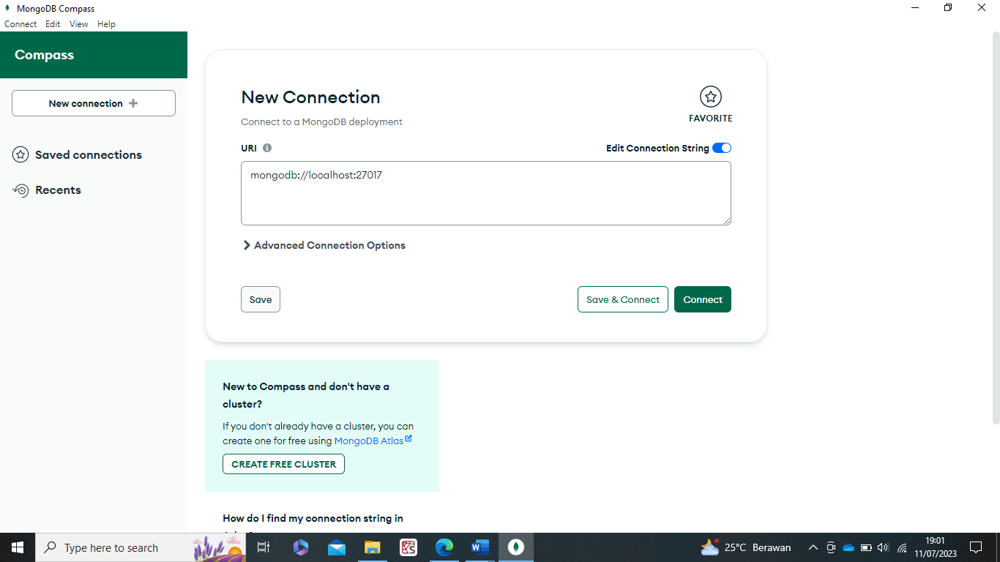 MongoDB Compass
Connect Edit View Help
Compass
New connection
Saved connections
Recents
New Connection
Connect to a MongoDB deployment
FAVORITE
URI
Edit Connection String
mongodb://localhost:27017
Advanced Connection Options
Save
Save & Connect
Connect
New to Compass and don't have a
cluster?
If you don't already have a cluster, you can
create one for free using MongoDB Atlas
CREATE FREE CLUSTER
How do I find my connection string in
Type here to search
25°C Berawan
19:01
11/07/2023